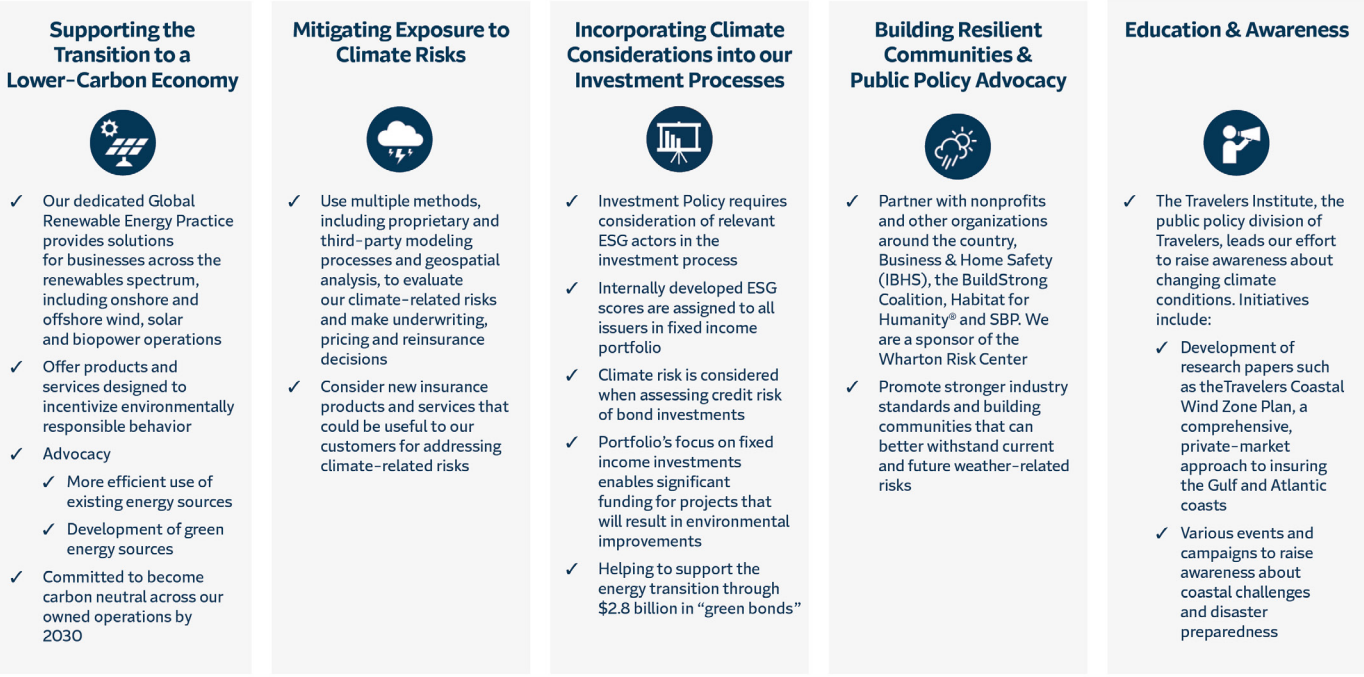 Supporting the
Transition to a
Lower-Carbon Economy
✓ Our dedicated Global
Renewable Energy Practice
provides solutions
for businesses across the
renewables spectrum,
including onshore and
offshore wind, solar
and biopower operations
✓ Offer products and
services designed to
incentivize environmentally
responsible behavior
✓ Advocacy
✓ More efficient use of
existing energy sources
✓ Development of green
energy sources
✓ Committed to become
carbon neutral across our
owned operations by
2030
Mitigating Exposure to
Climate Risks
✓ Use multiple methods,
including proprietary and
third-party modeling
processes and geospatial
analysis, to evaluate
our climate-related risks
and make underwriting,
pricing and reinsurance
decisions
✓ Consider new insurance
products and services that
could be useful to our
customers for addressing
climate-related risks
Incorporating Climate
Considerations into our
Investment Processes
✓ Investment Policy requires
consideration of relevant
ESG actors in the
investment process
✓ Internally developed ESG
scores are assigned to all
issuers in fixed income
portfolio
✓ Climate risk is considered
when assessing credit risk
of bond investments
✓ Portfolio's focus on fixed
income investments
enables significant
funding for projects that
will result in environmental
improvements
✓ Helping to support the
energy transition through
$2.8 billion in “green bonds”
Building Resilient
Communities &
Public Policy Advocacy
✓ Partner with nonprofits
and other organizations
around the country,
Business & Home Safety
(IBHS), the BuildStrong
Coalition, Habitat for
Humanity® and SBP. We
are a sponsor of the
Wharton Risk Center
✓ Promote stronger industry
standards and building
communities that can
better withstand current
and future weather-related
risks
Education & Awareness
✓ The Travelers Institute, the
public policy division of
Travelers, leads our effort
to raise awareness about
changing climate
conditions. Initiatives
include:
✓ Development of
research papers such
as theTravelers Coastal
Wind Zone Plan, a
comprehensive,
private-market
approach to insuring
the Gulf and Atlantic
coasts
✓ Various events and
campaigns to raise
awareness about
coastal challenges
and disaster
preparedness